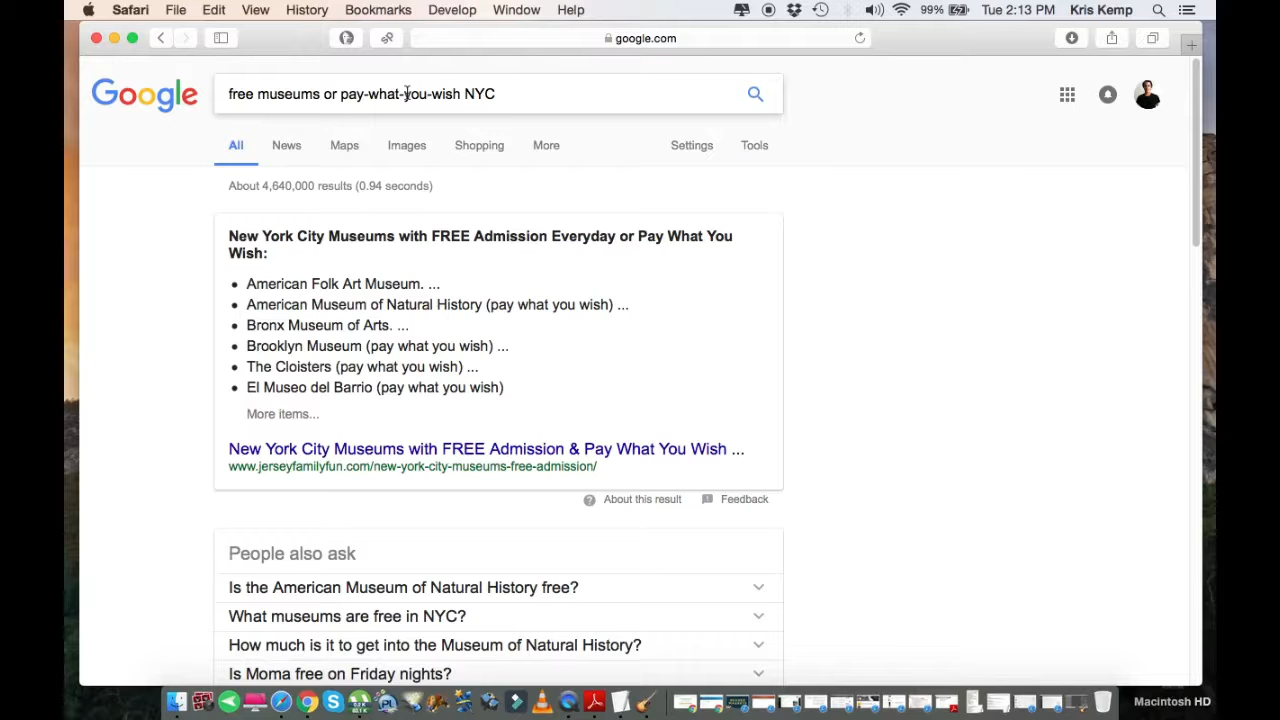 Safari File Edit View History Bookmarks Develop Window Help 99% Tue 2:13 PM Kris Kemp
google.com
Google free museums or pay-what-you-wish NYC
All News Maps Images Shopping More Settings Tools
About 4,640,000 results (0.94 seconds)
New York City Museums with FREE Admission Everyday or Pay What You
Wish:
American Folk Art Museum. ...
American Museum of Natural History (pay what you wish) ...
Bronx Museum of Arts. ...
Brooklyn Museum (pay what you wish) ...
The Cloisters (pay what you wish) ...
El Museo del Barrio (pay what you wish)
More items...
New York City Museums with FREE Admission & Pay What You Wish ...
www.jerseyfamilyfun.com/new-york-city-museums-free-admission/
About this result Feedback
People also ask
Is the American Museum of Natural History free?
What museums are free in NYC?
How much is it to get into the Museum of Natural History?
Is Moma free on Friday nights?
Macintosh HD